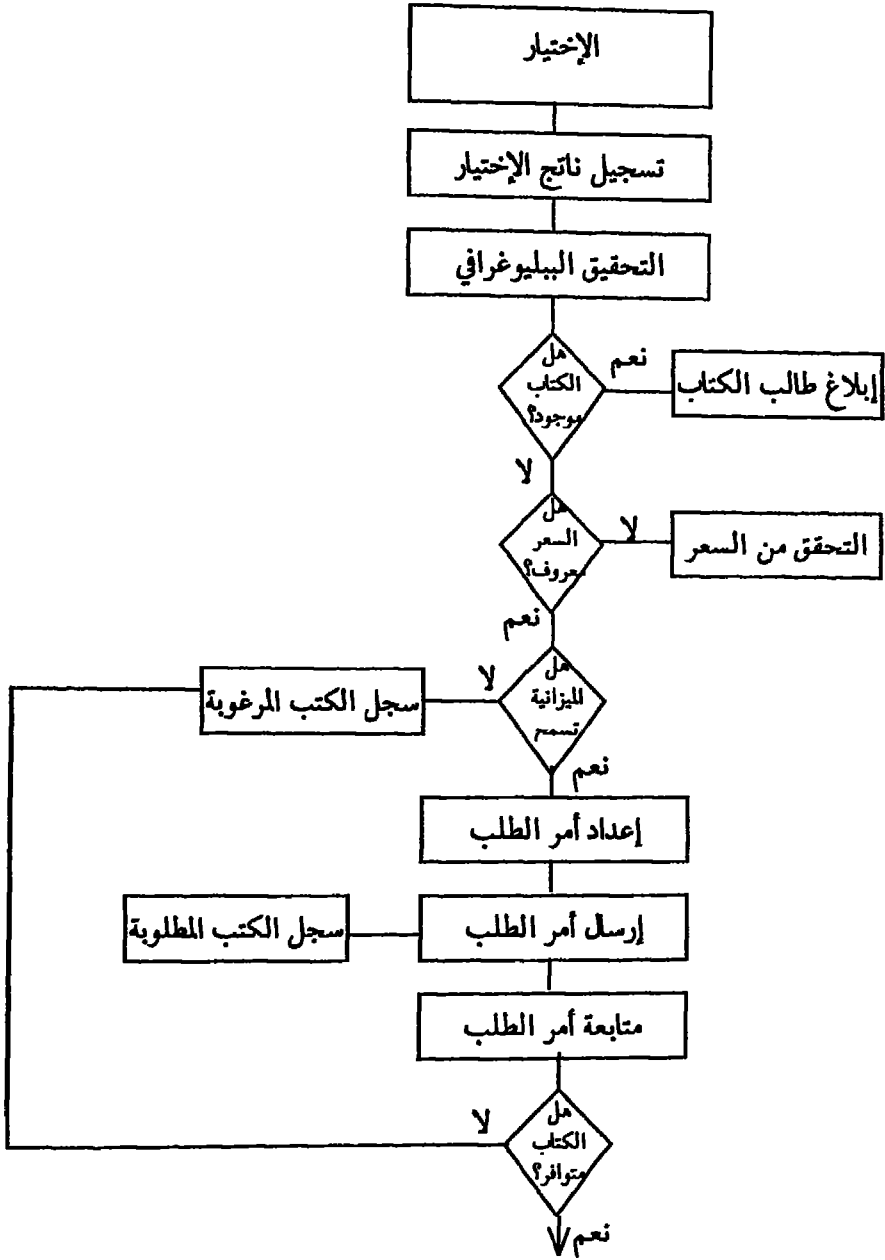 الإختيار
تسجيل ناتج الإختيار
التحقيق الببليوغرافي
هل
الكتاب
موجود؟
نعم
إبلاغ طالب الكتاب
لا
هل
السعر
معروف؟
لا
التحقق من السعر
نعم
هل
الميزانية
تسمح
لا
سجل الكتب المرغوبة
نعم
إعداد أمر الطلب
إرسال أمر الطلب
سجل الكتب المطلوبة
متابعة أمر الطلب
هل
الكتاب
متوافر؟
لا
نعم